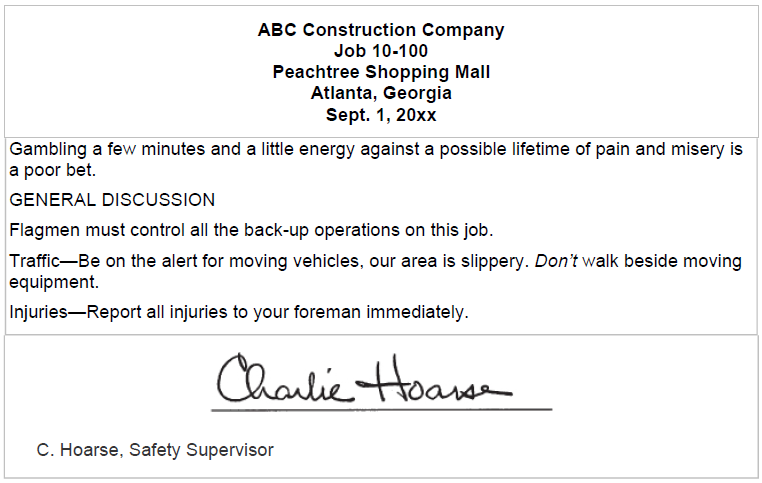 ABC Construction Company
Job 10-100
Peachtree Shopping Mall
Atlanta, Georgia
Sept. 1, 20xx
Gambling a few minutes and a little energy against a possible lifetime of pain and misery is
a poor bet.
GENERAL DISCUSSION
Flagmen must control all the back-up operations on this job.
Traffic—Be on the alert for moving vehicles, our area is slippery. Don't walk beside moving
equipment.
Injuries—Report all injuries to your foreman immediately.
Charlie Hoarse
C. Hoarse, Safety Supervisor